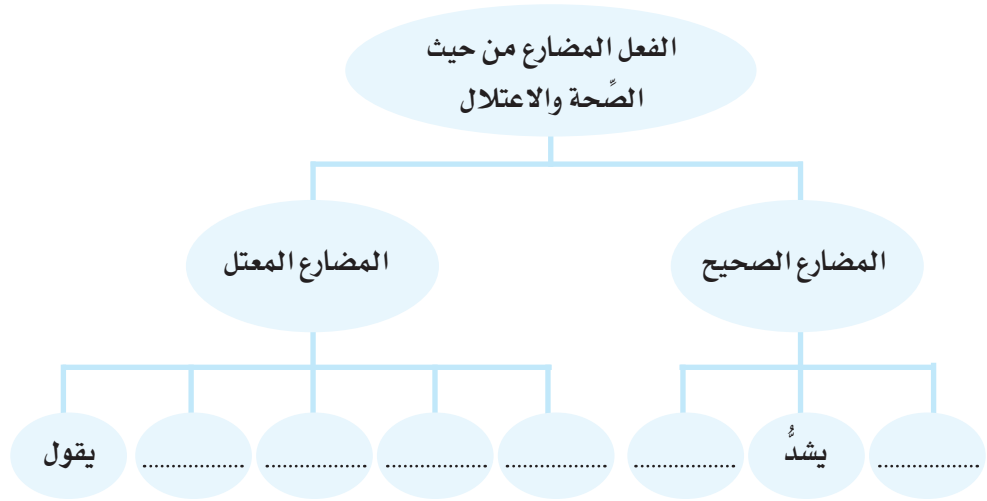 الفعل المضارع من حيث
الصِّحة والاعتلال
المضارع الصحيح
المضارع المعتل
....................
يشدُّ
....................
....................
....................
....................
....................
يقول